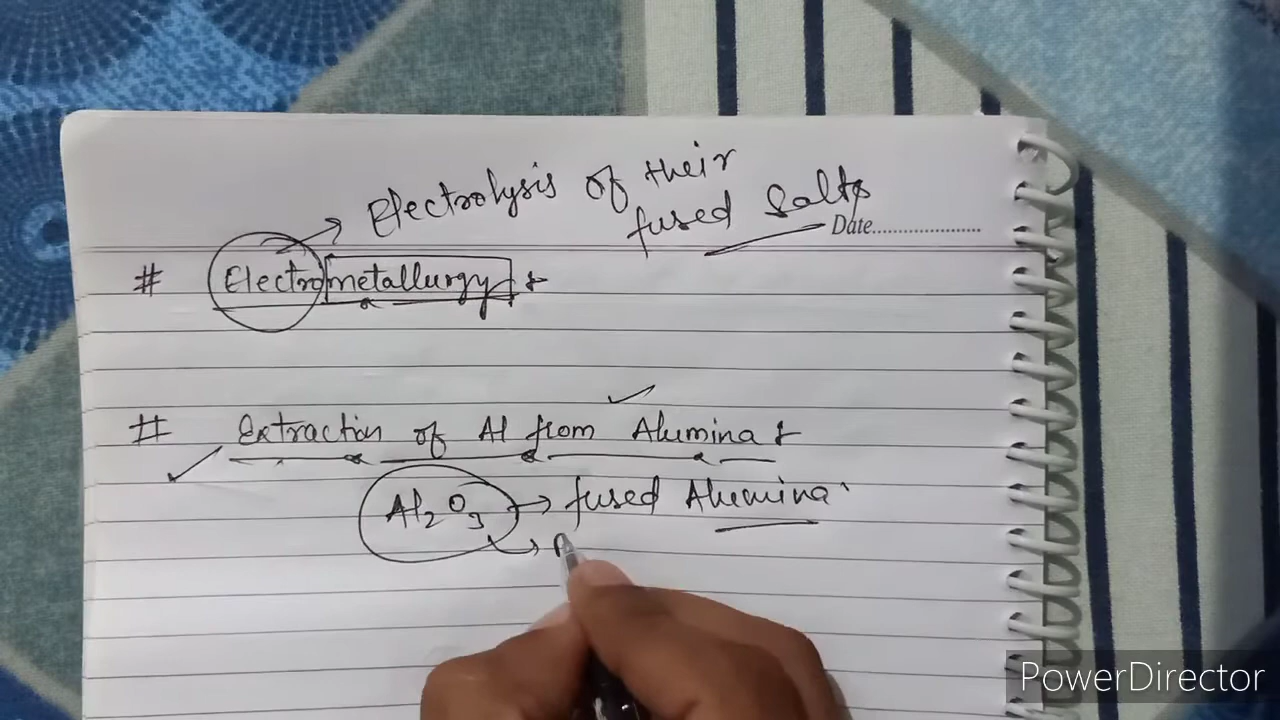 Electrolysis of their
fused Salts
Date.....................
# Electrometallurgy
# Extraction of Al from Alumina
Al2O3 → fused Alumina
→
PowerDirector